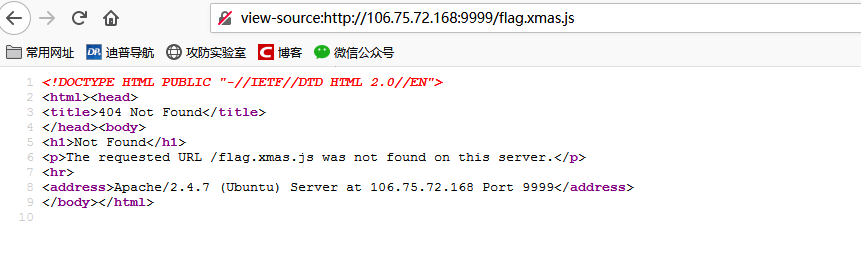 view-source:http://106.75.72.168:9999/flag.xmas.js
常用网址 DP. 迪普导航 攻防实验室 C 博客 微信公众号
1 <!DOCTYPE HTML PUBLIC "-//IETF//DTD HTML 2.0//EN">
2 <html><head>
3 <title>404 Not Found</title>
4 </head><body>
5 <h1>Not Found</h1>
6 <p>The requested URL /flag.xmas.js was not found on this server.</p>
7 <hr>
8 <address>Apache/2.4.7 (Ubuntu) Server at 106.75.72.168 Port 9999</address>
9 </body></html>
10